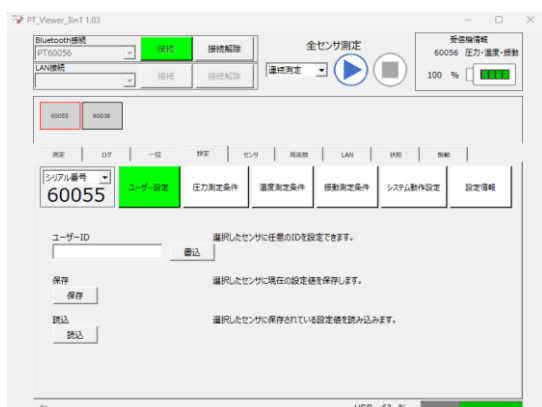 PT_Viewer_3in1 1.03
Bluetooth接続
PT60056 接続 接続解除
LAN接続
接続 接続解除
全センサ測定
連続測定
受信機情報
60056 圧力・温度・振動
100 %
60055 60038
測定 ログ 一覧 設定 センサ 周波数 LAN 状態 振動
シリアル番号
60055
ユーザー設定 圧力測定条件 温度測定条件 振動測定条件 システム動作設定 設定情報
ユーザーID 選択したセンサに任意のIDを設定できます。
書込
保存 選択したセンサに現在の設定値を保存します。
保存
読込 選択したセンサに保存されている設定値を読み込みます。
読込